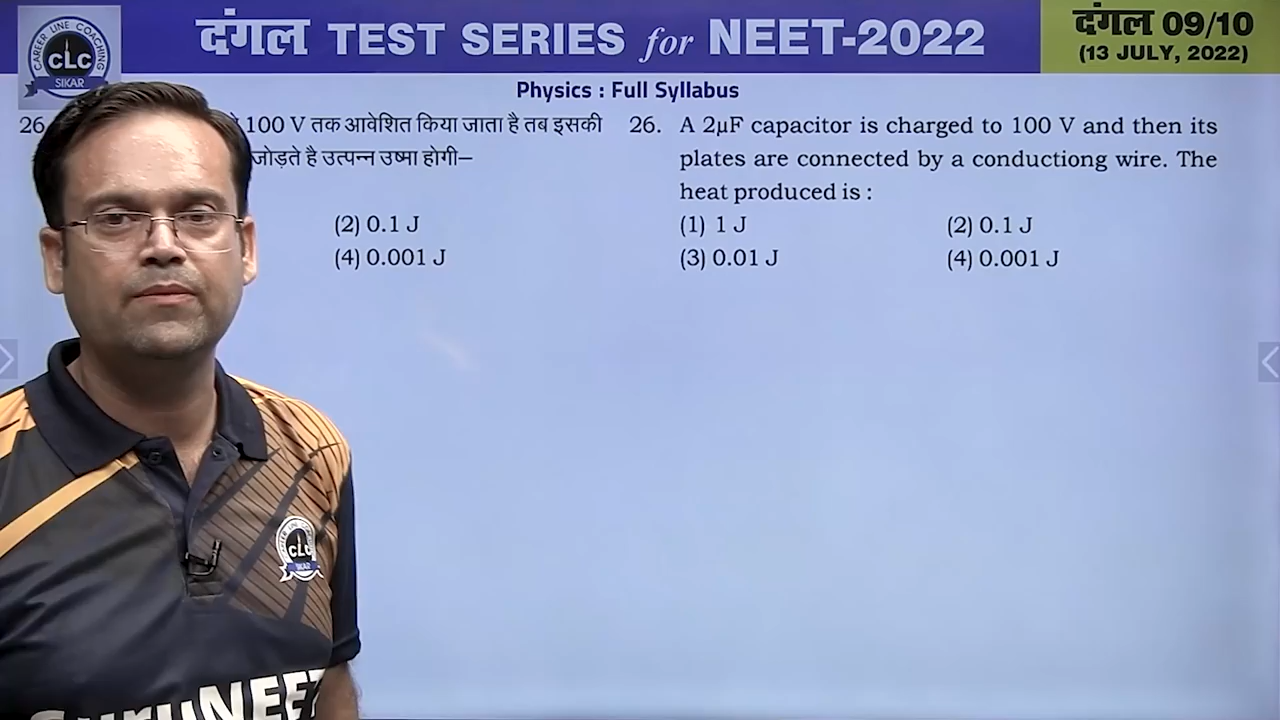 CAREER LINE COACHING
CLC
SIKAR
दंगल TEST SERIES for NEET-2022
दंगल 09/10
(13 JULY, 2022)
Physics : Full Syllabus
26
100 V तक आवेशित किया जाता है तब इसकी
जोड़ते है उत्पन्न उष्मा होगी–
(2) 0.1 J
(4) 0.001 J
26. A 2µF capacitor is charged to 100 V and then its
plates are connected by a conductiong wire. The
heat produced is :
(1) 1 J (2) 0.1 J
(3) 0.01 J (4) 0.001 J
CLC
SIKAR
GuruNEET